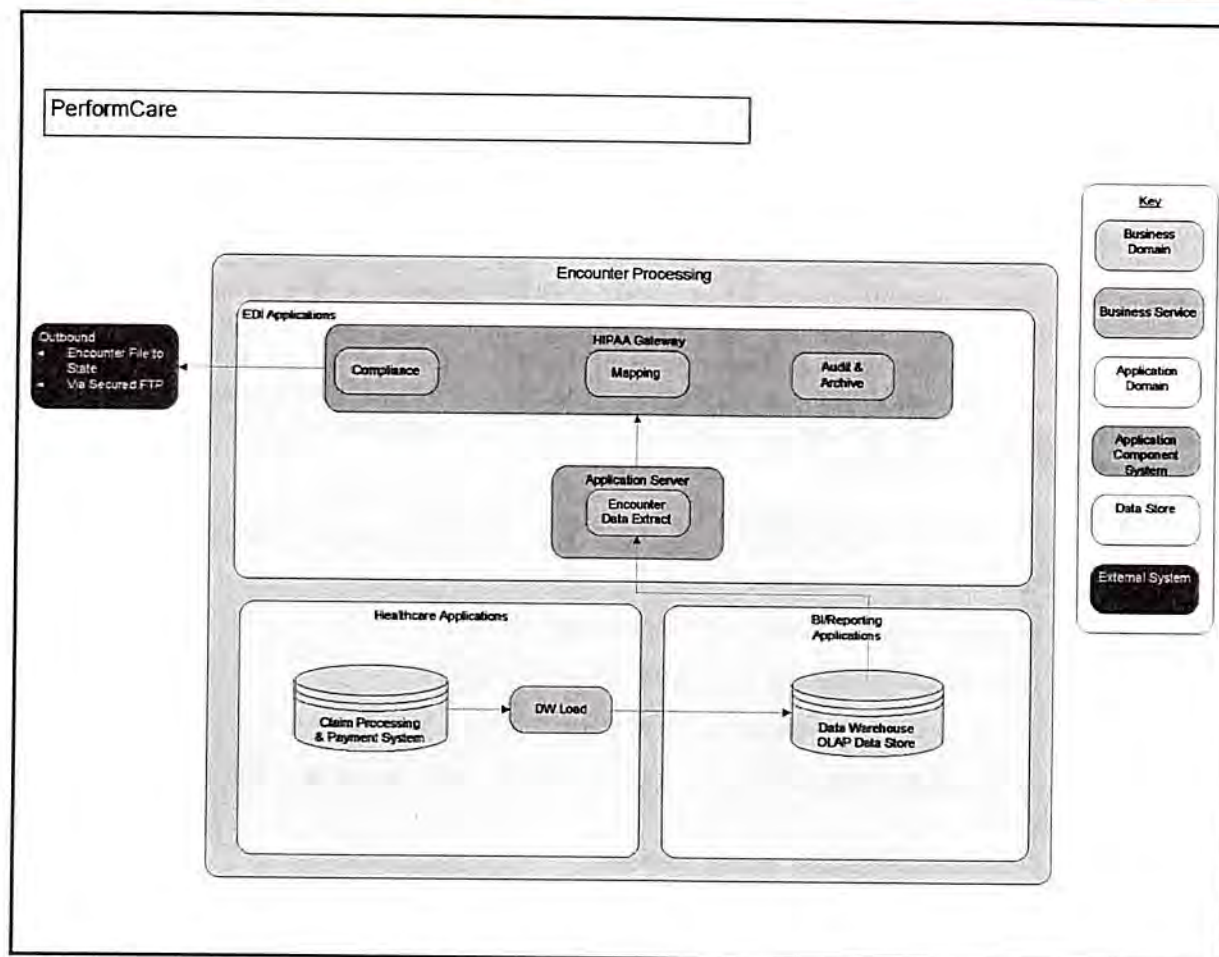 PerformCare
Encounter Processing
EDI Applications
HIPAA Gateway
Compliance
Mapping
Audit &
Archive
Outbound
Encounter File to
State
Via Secured FTP
Application Server
Encounter
Data Extract
Healthcare Applications
Claim Processing
& Payment System
DW Load
BI/Reporting
Applications
Data Warehouse
OLAP Data Store
Key
Business
Domain
Business Service
Application
Domain
Application
Component
System
Data Store
External System